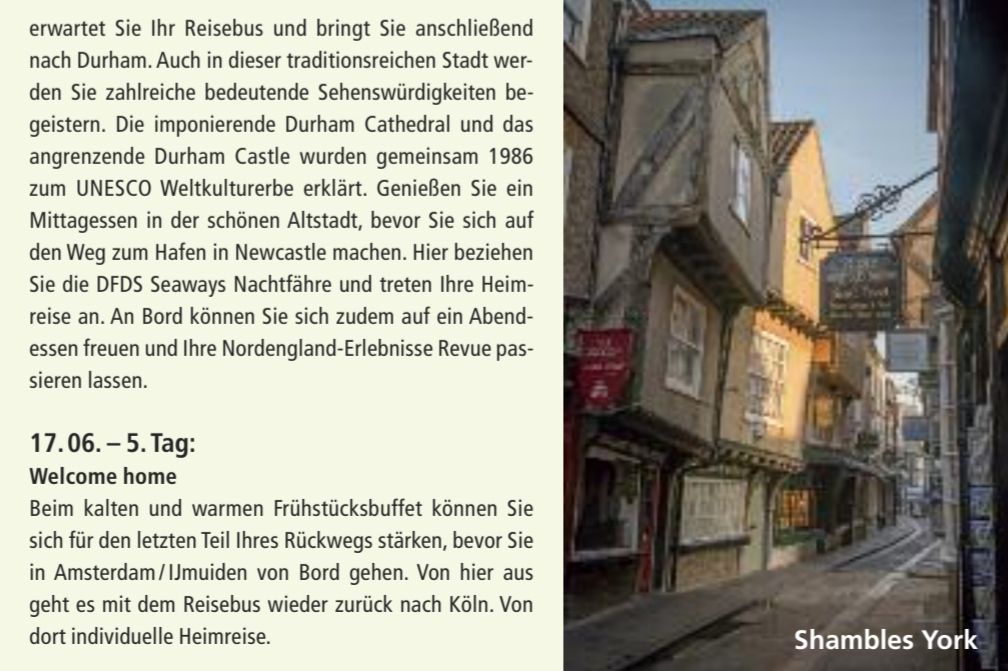 erwartet Sie Ihr Reisebus und bringt Sie anschließend
nach Durham. Auch in dieser traditionsreichen Stadt wer-
den Sie zahlreiche bedeutende Sehenswürdigkeiten be-
geistern. Die imponierende Durham Cathedral und das
angrenzende Durham Castle wurden gemeinsam 1986
zum UNESCO Weltkulturerbe erklärt. Genießen Sie ein
Mittagessen in der schönen Altstadt, bevor Sie sich auf
den Weg zum Hafen in Newcastle machen. Hier beziehen
Sie die DFDS Seaways Nachtfähre und treten Ihre Heim-
reise an. An Bord können Sie sich zudem auf ein Abend-
essen freuen und Ihre Nordengland-Erlebnisse Revue pas-
sieren lassen.
17. 06. – 5. Tag:
Welcome home
Beim kalten und warmen Frühstücksbuffet können Sie
sich für den letzten Teil Ihres Rückwegs stärken, bevor Sie
in Amsterdam / IJmuiden von Bord gehen. Von hier aus
geht es mit dem Reisebus wieder zurück nach Köln. Von
dort individuelle Heimreise.
Shambles York